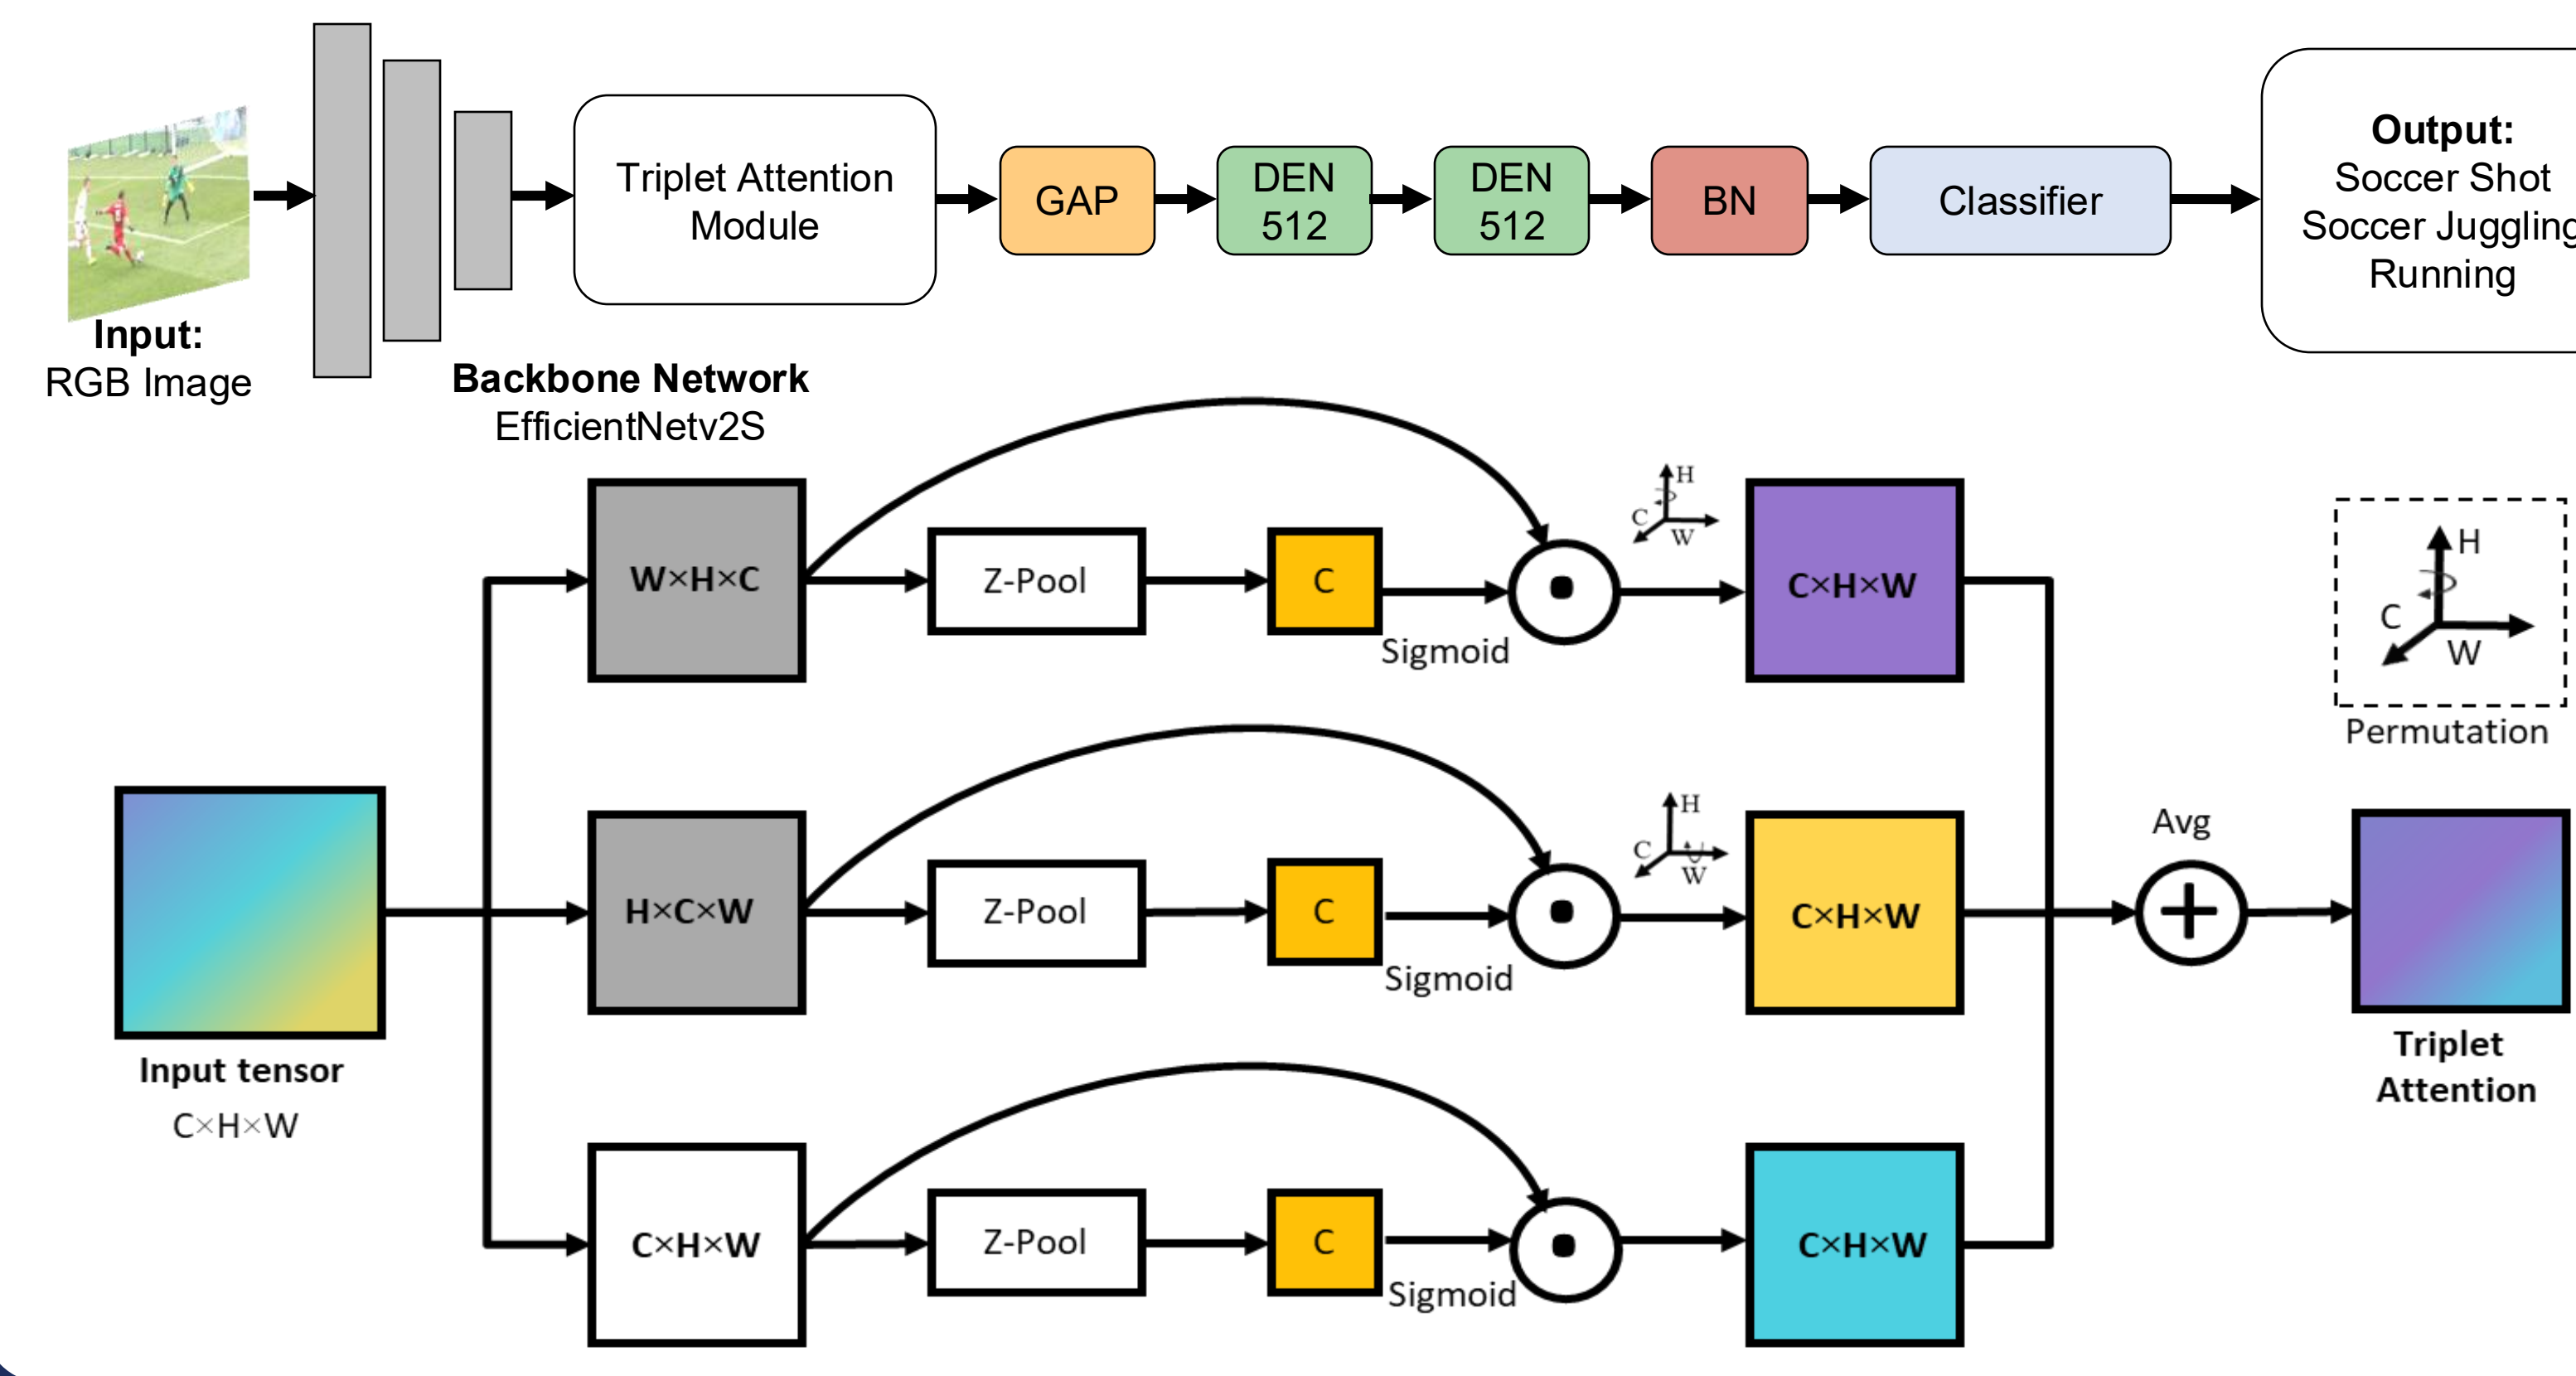 Input:
RGB Image
Backbone Network
EfficientNetv2S
Triplet Attention
Module
GAP
DEN
512
DEN
512
BN
Classifier
Output:
Soccer Shot
Soccer Juggling
Running
Input tensor
C×H×W
W×H×C
Z-Pool
C
Sigmoid
H
C
W
C×H×W
H×C×W
Z-Pool
C
Sigmoid
H
C
W
C×H×W
C×H×W
Z-Pool
C
Sigmoid
C×H×W
H
C
W
Permutation
Avg
Triplet
Attention